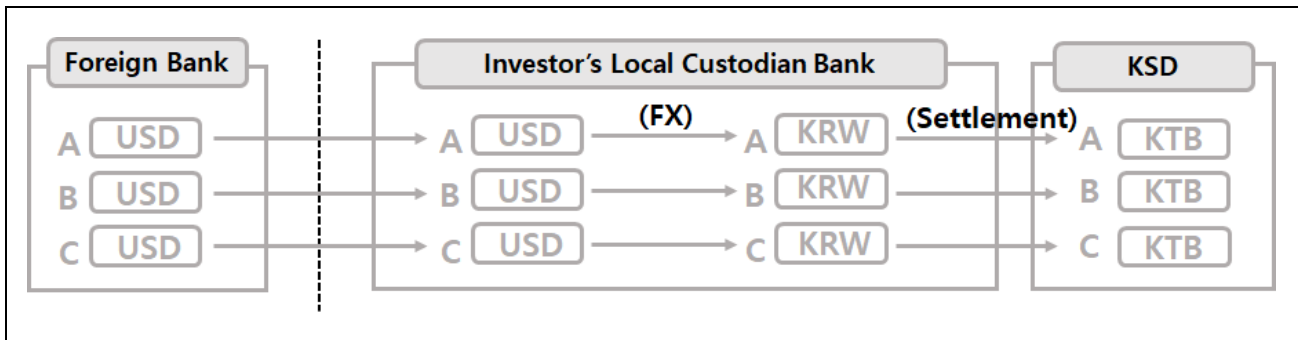 Foreign Bank Investor's Local Custodian Bank KSD
(FX) (Settlement)
A USD A USD A KRW A KTB
B USD B USD B KRW B KTB
C USD C USD C KRW C KTB